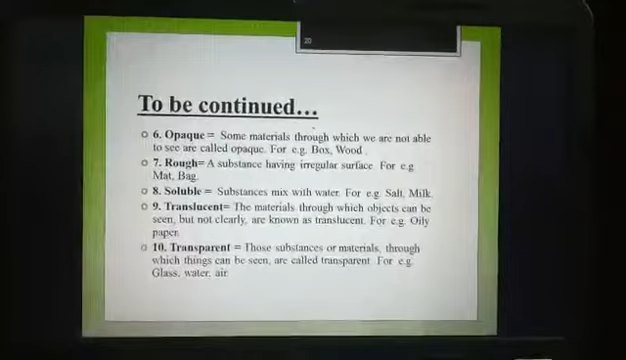 20
To be continued...
6. Opaque = Some materials through which we are not able
to see are called opaque. For e.g. Box, Wood.
7. Rough= A substance having irregular surface. For e.g.
Mat, Bag.
8. Soluble = Substances mix with water. For e.g. Salt, Milk.
9. Translucent= The materials through which objects can be
seen, but not clearly, are known as translucent. For e.g. Oily
paper.
10. Transparent = Those substances or materials, through
which things can be seen, are called transparent. For e.g.
Glass, water, air.